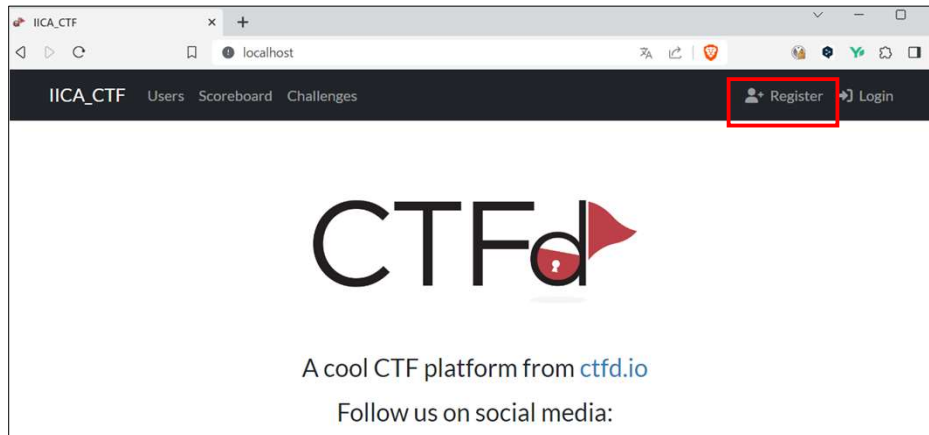 IICA_CTF
localhost
IICA_CTF Users Scoreboard Challenges Register Login
CTFd
A cool CTF platform from ctfd.io
Follow us on social media: